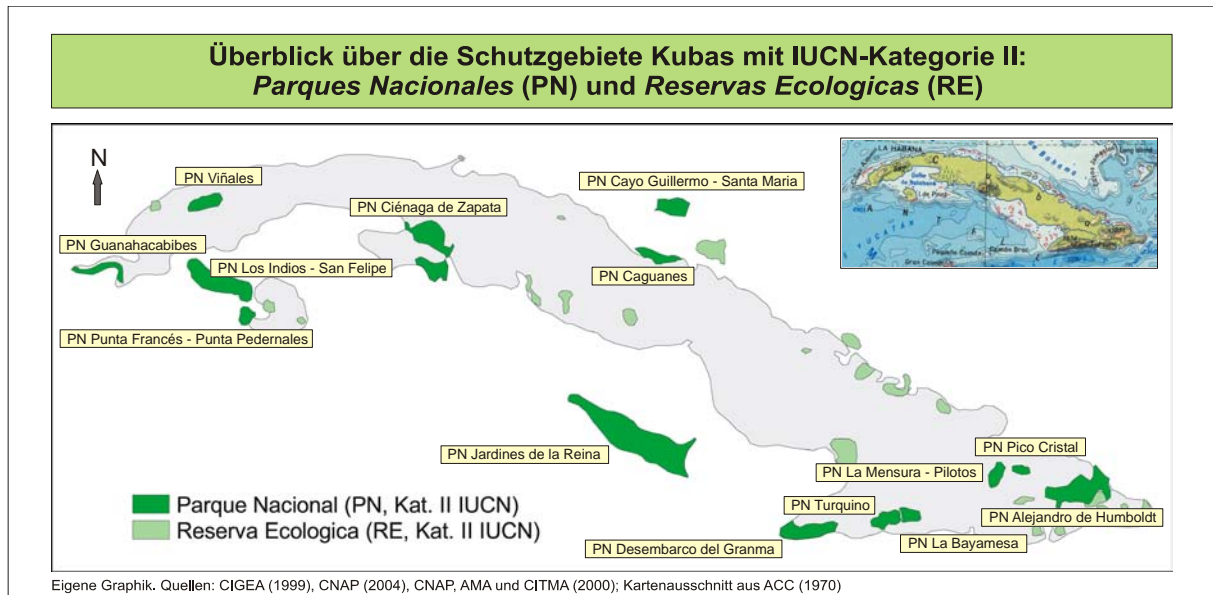 Überblick über die Schutzgebiete Kubas mit IUCN-Kategorie II:
Parques Nacionales (PN) und Reservas Ecologicas (RE)
N
PN Viñales
PN Cayo Guillermo - Santa Maria
LA HABANA
PN Ciénaga de Zapata
PN Guanahacabibes
PN Los Indios - San Felipe
PN Caguanes
YUCATAN
PN Punta Francés - Punta Pedernales
PN Jardines de la Reina
PN Pico Cristal
PN La Mensura - Pilotos
Parque Nacional (PN, Kat. II IUCN)
PN Turquino
PN Alejandro de Humboldt
Reserva Ecologica (RE, Kat. II IUCN)
PN Desembarco del Granma
PN La Bayamesa
Eigene Graphik. Quellen: CIGEA (1999), CNAP (2004), CNAP, AMA und CITMA (2000); Kartenausschnitt aus ACC (1970)